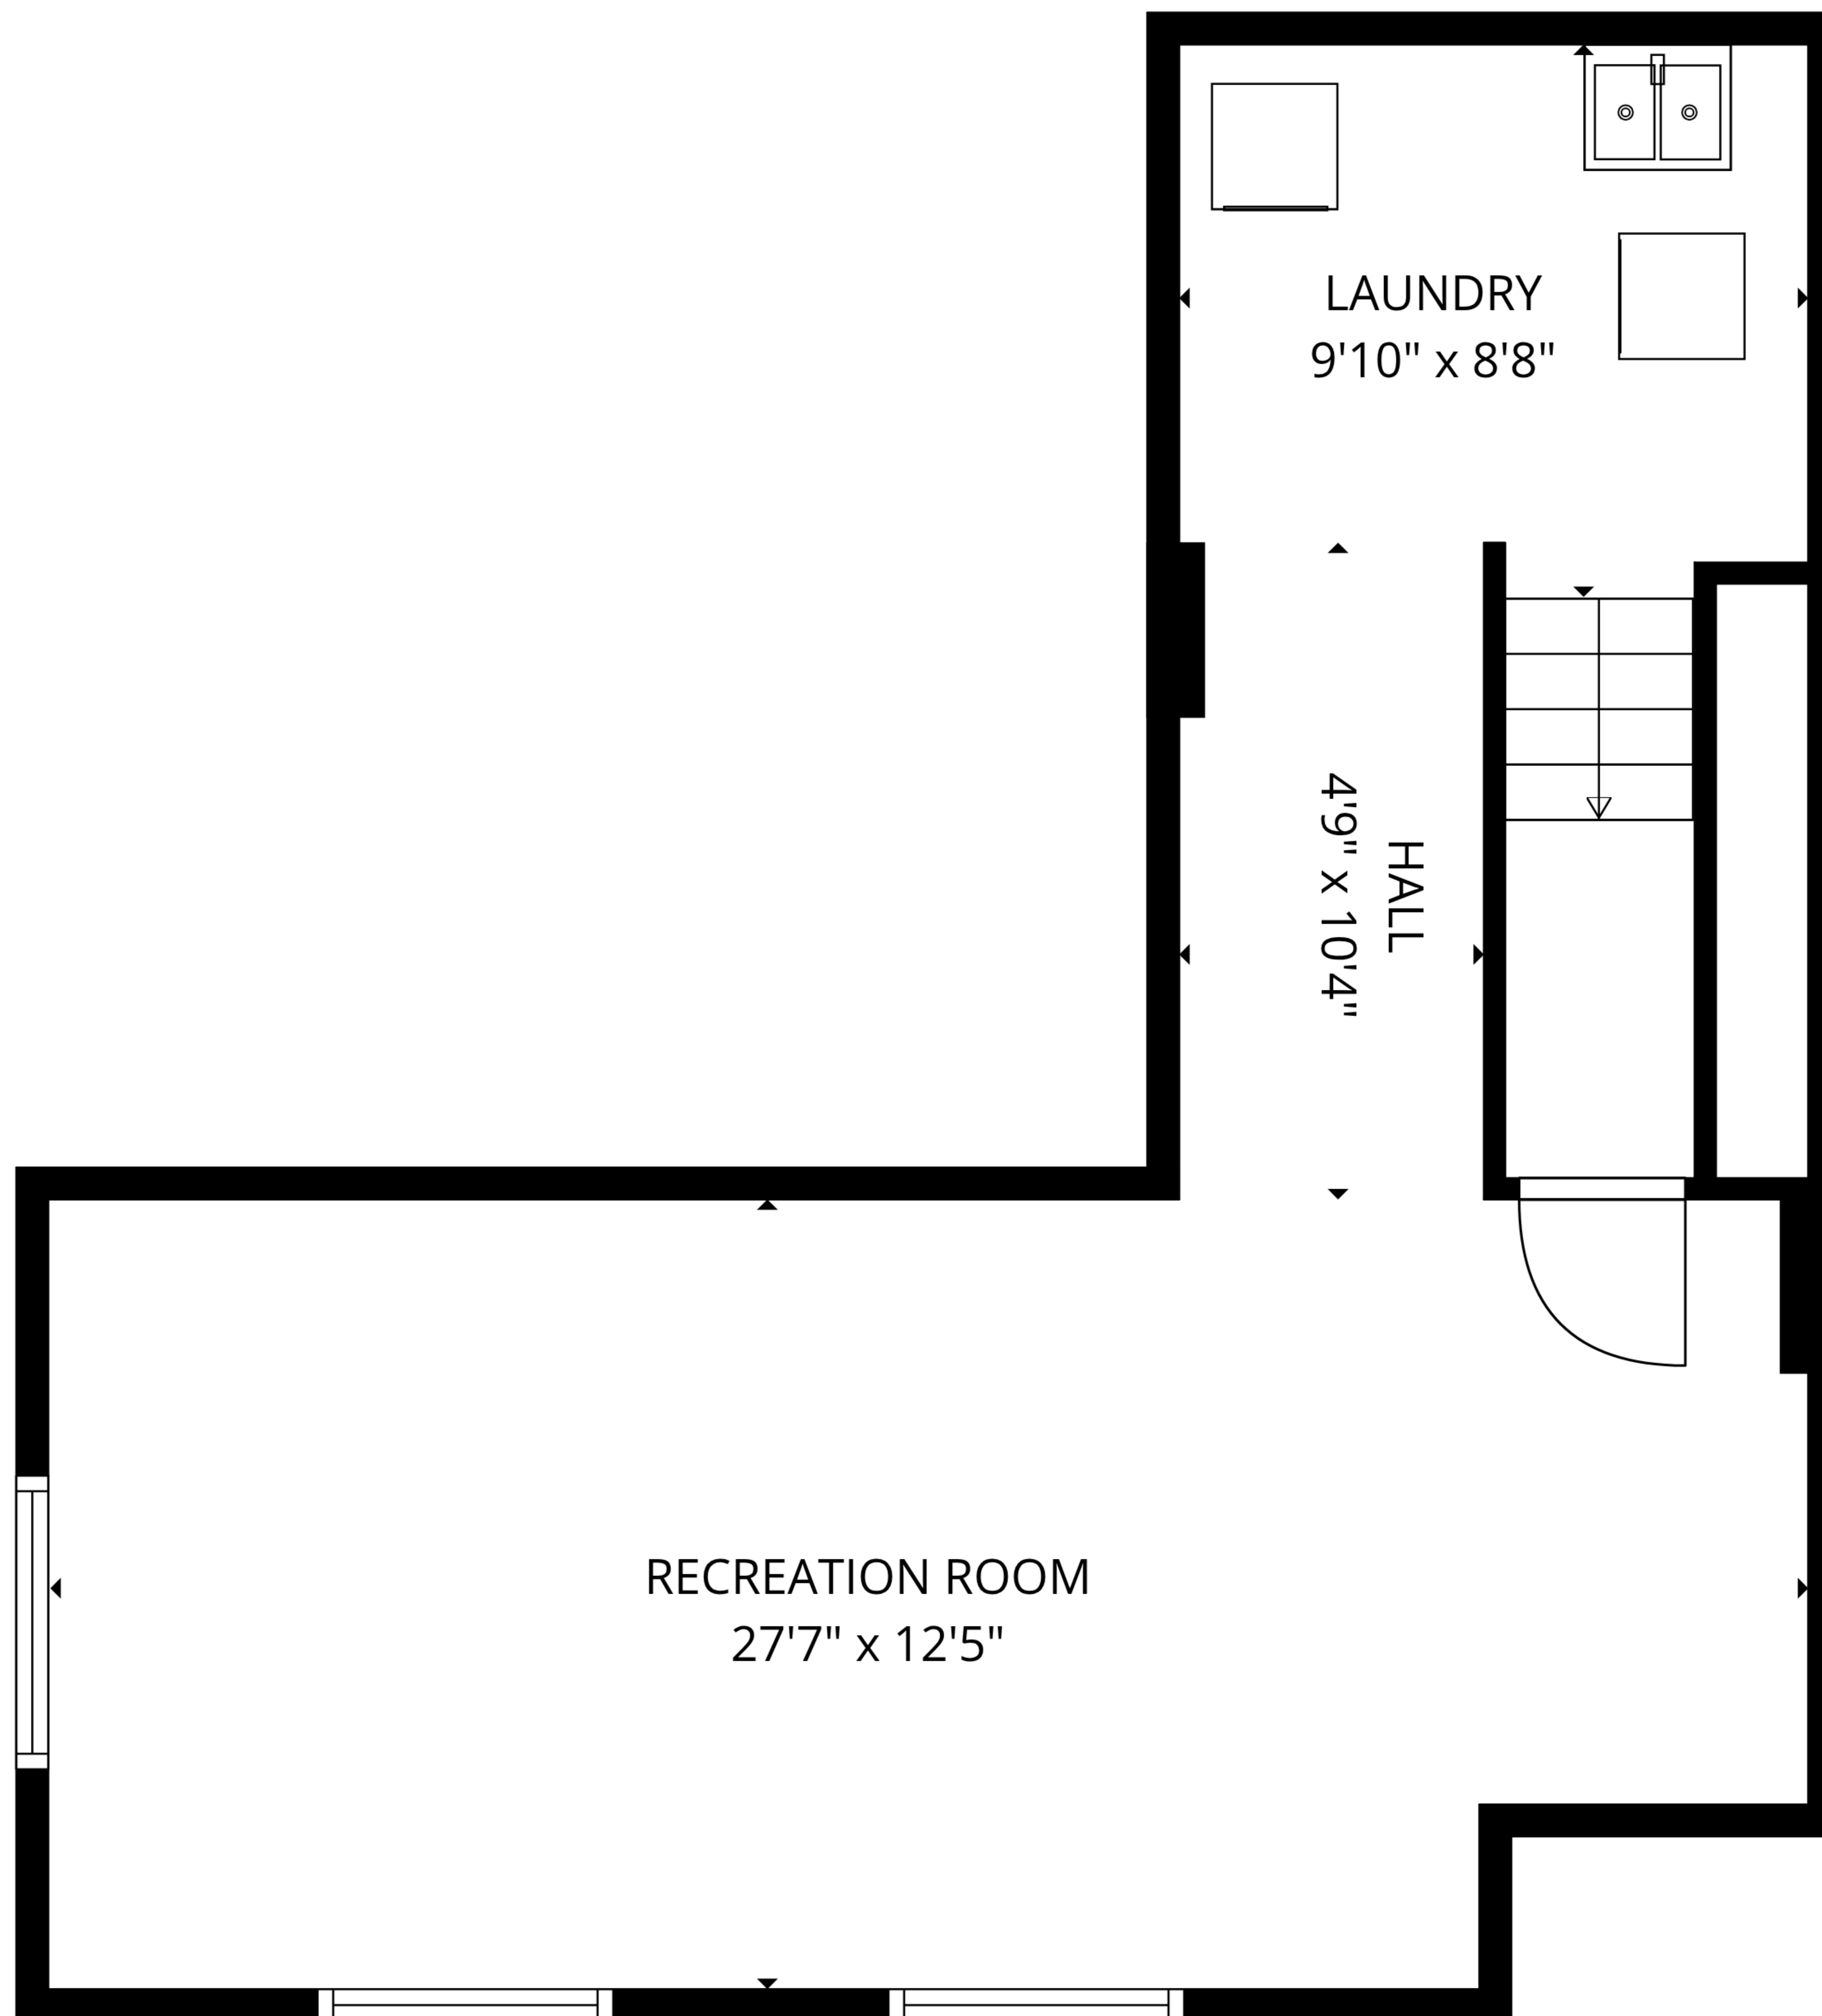 LAUNDRY
9'10" x 8'8"
HALL
4'9" x 10'4"
RECREATION ROOM
27'7" x 12'5"